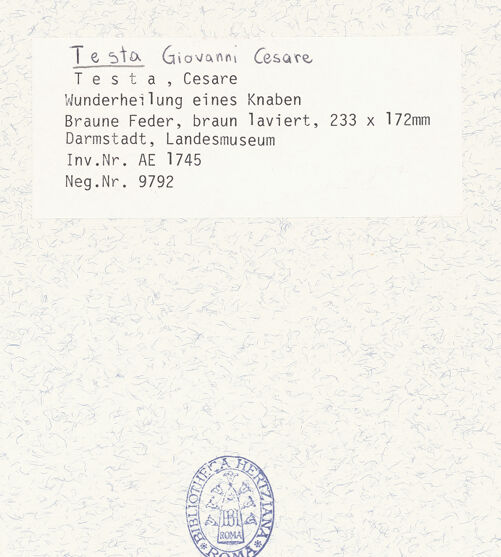 Testa Giovanni Cesare
T e s t a , Cesare
Wunderheilung eines Knaben
Braune Feder, braun laviert, 233 x 172mm
Darmstadt, Landesmuseum
Inv.Nr. AE 1745
Neg.Nr. 9792
BIBLIOTHECA HERTZIANA
ROMA
* ROMA *